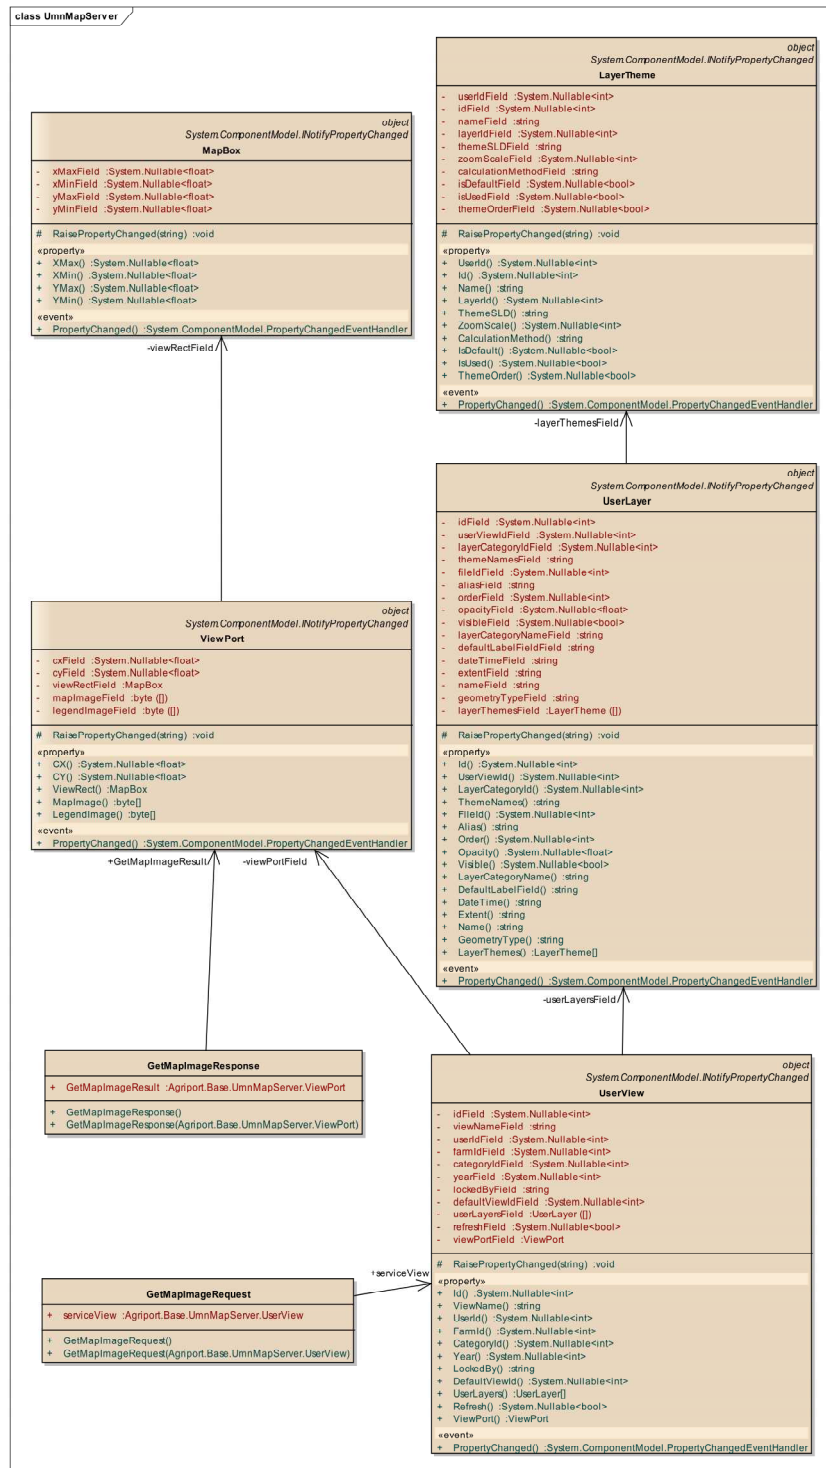 class UmnMapServer
object
System.ComponentModel.INotifyPropertyChanged
LayerTheme
- userIdField :System.Nullable<int>
- idField :System.Nullable<int>
- nameField :string
- layerIdField :System.Nullable<int>
- themeSLDField :string
- zoomScaleField :System.Nullable<int>
- calculationMethodField :string
- isDefaultField :System.Nullable<bool>
- isUsedField :System.Nullable<bool>
- themeOrderField :System.Nullable<bool>
# RaisePropertyChanged(string) :void
«property»
+ UserId() :System.Nullable<int>
+ Id() :System.Nullable<int>
+ Name() :string
+ LayerId() :System.Nullable<int>
+ ThemeSLD() :string
+ ZoomScale() :System.Nullable<int>
+ CalculationMethod() :string
+ IsDefault() :System.Nullable<bool>
+ IsUsed() :System.Nullable<bool>
+ ThemeOrder() :System.Nullable<bool>
«event»
+ PropertyChanged() :System.ComponentModel.PropertyChangedEventHandler
object
System.ComponentModel.INotifyPropertyChanged
MapBox
- xMaxField :System.Nullable<float>
- xMinField :System.Nullable<float>
- yMaxField :System.Nullable<float>
- yMinField :System.Nullable<float>
# RaisePropertyChanged(string) :void
«property»
+ XMax() :System.Nullable<float>
+ XMin() :System.Nullable<float>
+ YMax() :System.Nullable<float>
+ YMin() :System.Nullable<float>
«event»
+ PropertyChanged() :System.ComponentModel.PropertyChangedEventHandler
-viewRectField
-layerThemesField
object
System.ComponentModel.INotifyPropertyChanged
UserLayer
- idField :System.Nullable<int>
- userViewIdField :System.Nullable<int>
- layerCategoryIdField :System.Nullable<int>
- themeNamesField :string
- fileIdField :System.Nullable<int>
- aliasField :string
- orderField :System.Nullable<int>
- opacityField :System.Nullable<float>
- visibleField :System.Nullable<bool>
- layerCategoryNameField :string
- defaultLabelFieldField :string
- dateTimeField :string
- extentField :string
- nameField :string
- geometryTypeField :string
- layerThemesField :LayerTheme ([])
# RaisePropertyChanged(string) :void
«property»
+ Id() :System.Nullable<int>
+ UserViewId() :System.Nullable<int>
+ LayerCategoryId() :System.Nullable<int>
+ ThemeNames() :string
+ FileId() :System.Nullable<int>
+ Alias() :string
+ Order() :System.Nullable<int>
+ Opacity() :System.Nullable<float>
+ Visible() :System.Nullable<bool>
+ LayerCategoryName() :string
+ DefaultLabelField() :string
+ DateTime() :string
+ Extent() :string
+ Name() :string
+ GeometryType() :string
+ LayerThemes() :LayerTheme[]
«event»
+ PropertyChanged() :System.ComponentModel.PropertyChangedEventHandler
object
System.ComponentModel.INotifyPropertyChanged
ViewPort
- cxField :System.Nullable<float>
- cyField :System.Nullable<float>
- viewRectField :MapBox
- mapImageField :byte ([])
- legendImageField :byte ([])
# RaisePropertyChanged(string) :void
«property»
+ CX() :System.Nullable<float>
+ CY() :System.Nullable<float>
+ ViewRect() :MapBox
+ MapImage() :byte[]
+ LegendImage() :byte[]
«event»
+ PropertyChanged() :System.ComponentModel.PropertyChangedEventHandler
+GetMapImageResult
-viewPortField
-userLayersField
GetMapImageResponse
+ GetMapImageResult :Agriport.Base.UmnMapServer.ViewPort
+ GetMapImageResponse()
+ GetMapImageResponse(Agriport.Base.UmnMapServer.ViewPort)
object
System.ComponentModel.INotifyPropertyChanged
UserView
- idField :System.Nullable<int>
- viewNameField :string
- userIdField :System.Nullable<int>
- farmIdField :System.Nullable<int>
- categoryIdField :System.Nullable<int>
- yearField :System.Nullable<int>
- lockedByField :string
- defaultViewIdField :System.Nullable<int>
- userLayersField :UserLayer ([])
- refreshField :System.Nullable<bool>
- viewPortField :ViewPort
# RaisePropertyChanged(string) :void
«property»
+ Id() :System.Nullable<int>
+ ViewName() :string
+ UserId() :System.Nullable<int>
+ FarmId() :System.Nullable<int>
+ CategoryId() :System.Nullable<int>
+ Year() :System.Nullable<int>
+ LockedBy() :string
+ DefaultViewId() :System.Nullable<int>
+ UserLayers() :UserLayer[]
+ Refresh() :System.Nullable<bool>
+ ViewPort() :ViewPort
«event»
+ PropertyChanged() :System.ComponentModel.PropertyChangedEventHandler
+serviceView
GetMapImageRequest
+ serviceView :Agriport.Base.UmnMapServer.UserView
+ GetMapImageRequest()
+ GetMapImageRequest(Agriport.Base.UmnMapServer.UserView)